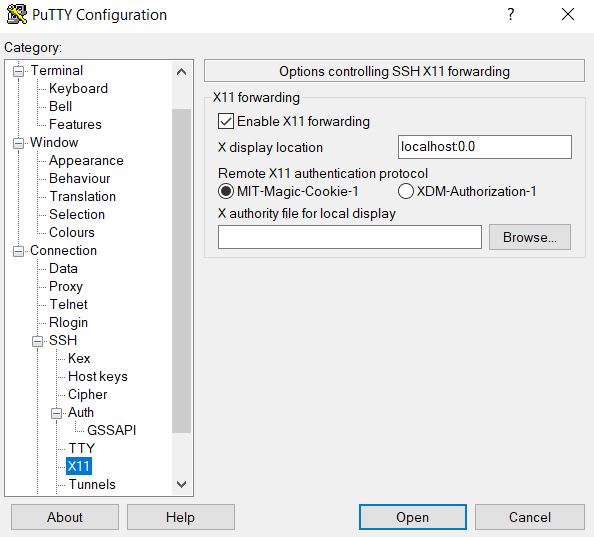 PuTTY Configuration
?
Category:
Terminal
Keyboard
Bell
Features
Window
Appearance
Behaviour
Translation
Selection
Colours
Connection
Data
Proxy
Telnet
Rlogin
SSH
Kex
Host keys
Cipher
Auth
GSSAPI
TTY
X11
Tunnels
Options controlling SSH X11 forwarding
X11 forwarding
Enable X11 forwarding
X display location
localhost:0.0
Remote X11 authentication protocol
MIT-Magic-Cookie-1
XDM-Authorization-1
X authority file for local display
Browse...
About
Help
Open
Cancel